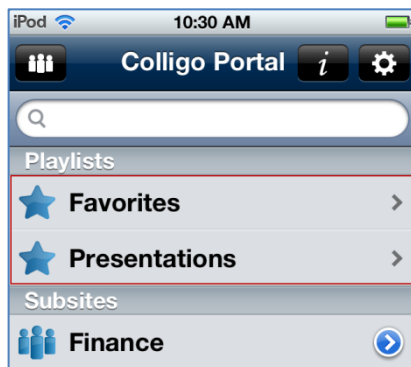 iPod 10:30 AM
Colligo Portal i
Playlists
Favorites
Presentations
Subsites
Finance